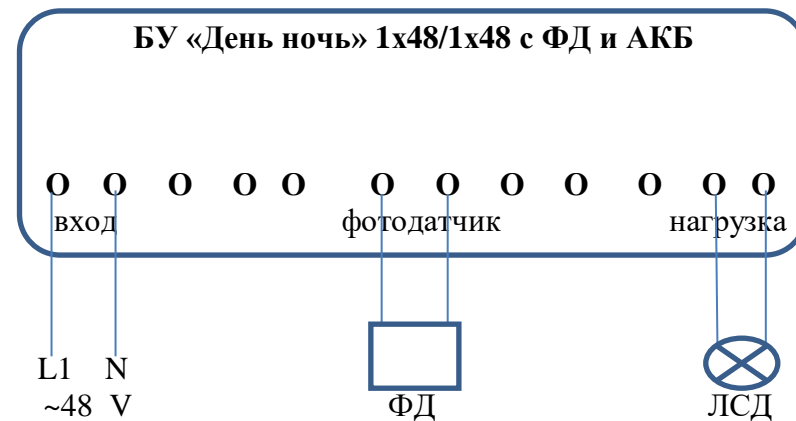 БУ «День ночь» 1х48/1х48 с ФД и АКБ
О О О О О О О О О О О О
вход фотодатчик нагрузка
L1 N
~48 V ФД ЛСД